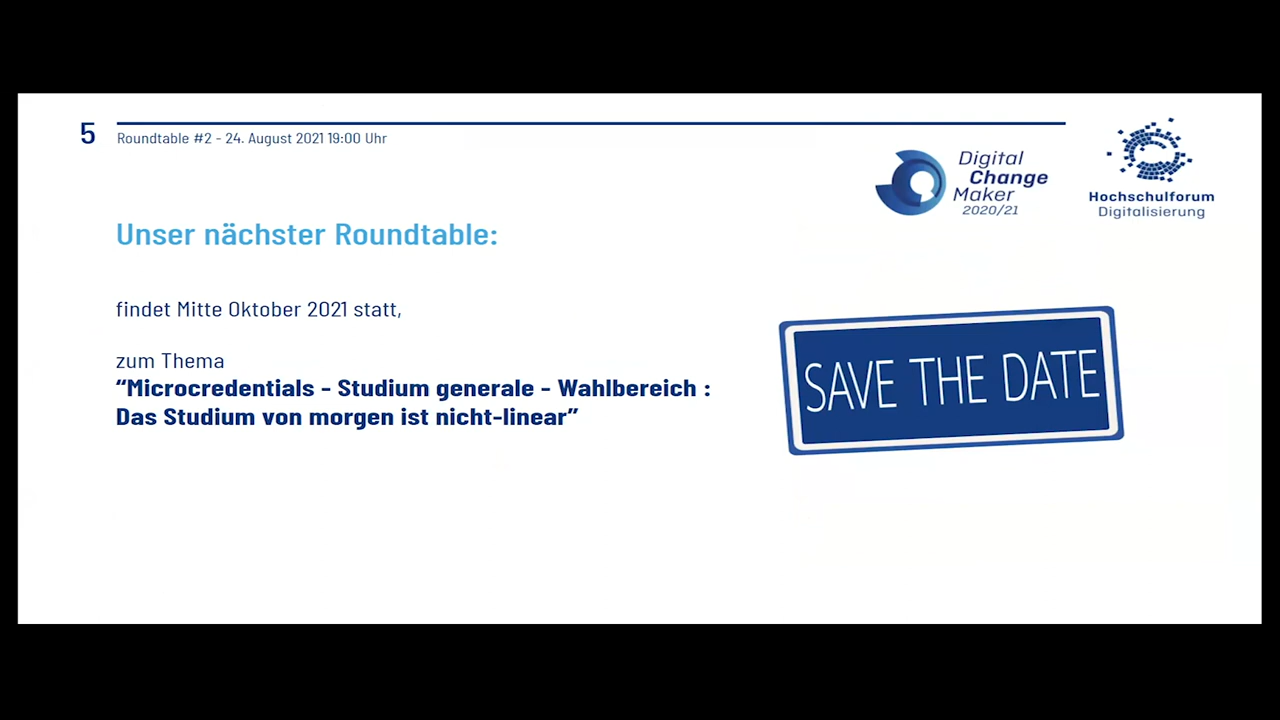 5
Roundtable #2 - 24. August 2021 19:00 Uhr
Digital
Change
Maker
2020/21
Hochschulforum
Digitalisierung
Unser nächster Roundtable:
findet Mitte Oktober 2021 statt,
zum Thema
“Microcredentials - Studium generale - Wahlbereich :
Das Studium von morgen ist nicht-linear”
SAVE THE DATE